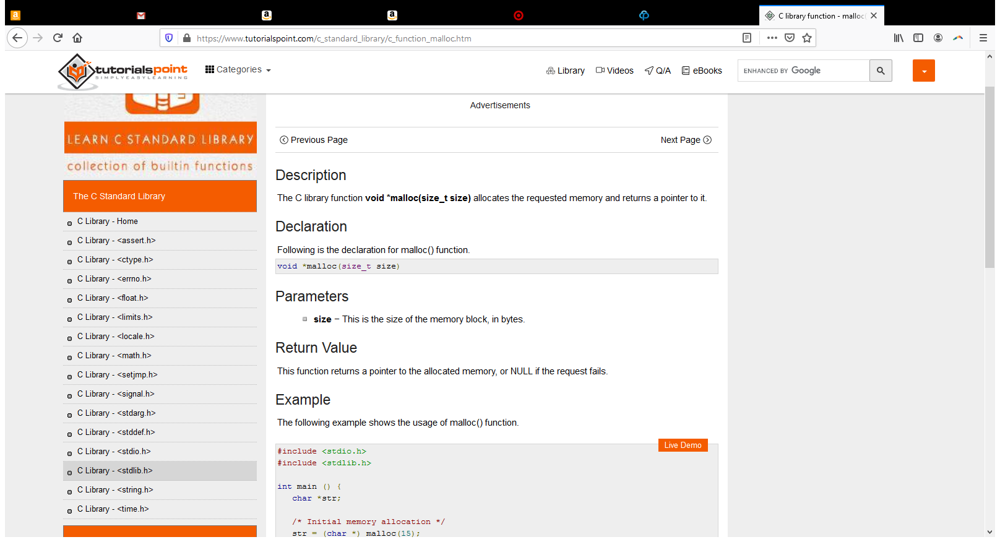 C library function - malloc(
https://www.tutorialspoint.com/c_standard_library/c_function_malloc.htm
tutorialspoint
SIMPLYEASYLEARNING
Categories
Library
Videos
Q/A
eBooks
ENHANCED BY Google
LEARN C STANDARD LIBRARY
collection of builtin functions
The C Standard Library
C Library - Home
C Library - <assert.h>
C Library - <ctype.h>
C Library - <errno.h>
C Library - <float.h>
C Library - <limits.h>
C Library - <locale.h>
C Library - <math.h>
C Library - <setjmp.h>
C Library - <signal.h>
C Library - <stdarg.h>
C Library - <stddef.h>
C Library - <stdio.h>
C Library - <stdlib.h>
C Library - <string.h>
C Library - <time.h>
Advertisements
Previous Page
Next Page
Description
The C library function void *malloc(size_t size) allocates the requested memory and returns a pointer to it.
Declaration
Following is the declaration for malloc() function.
void *malloc(size_t size)
Parameters
size − This is the size of the memory block, in bytes.
Return Value
This function returns a pointer to the allocated memory, or NULL if the request fails.
Example
The following example shows the usage of malloc() function.
Live Demo
#include <stdio.h>
#include <stdlib.h>
int main () {
char *str;
/* Initial memory allocation */
str = (char *) malloc(15);